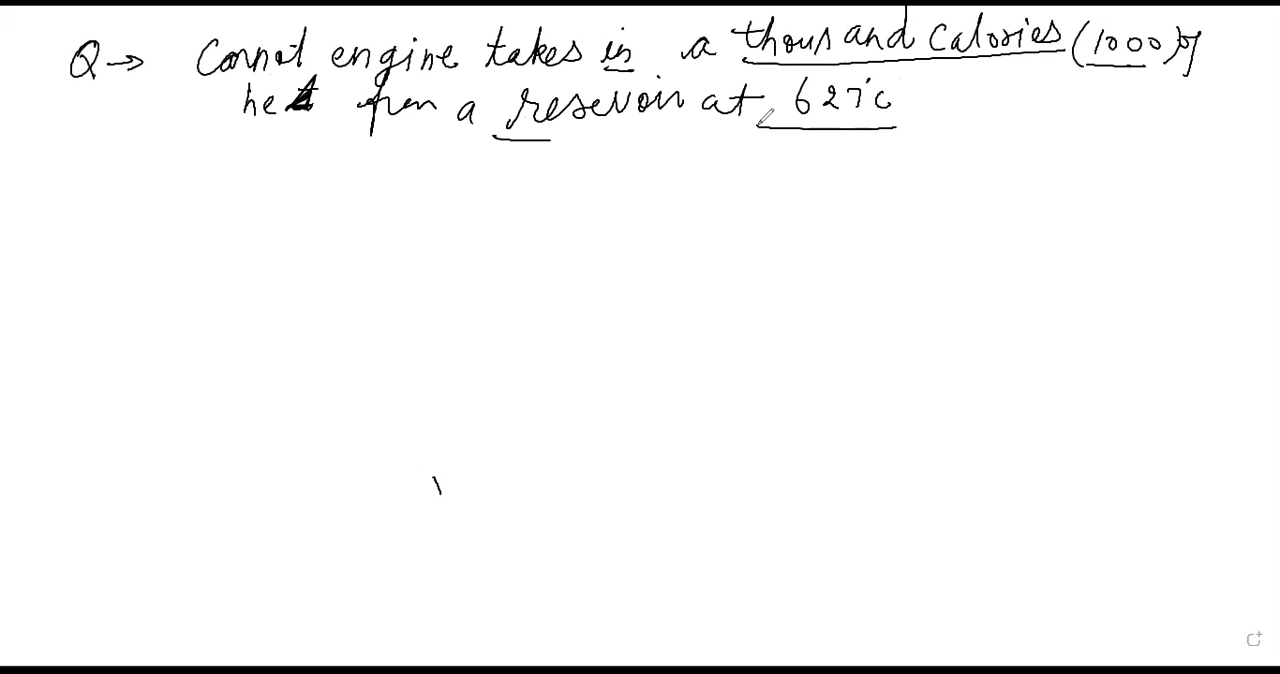 Q → Carnot engine takes in a thousand Calories (1000) of
heat from a reservoir at 627°C